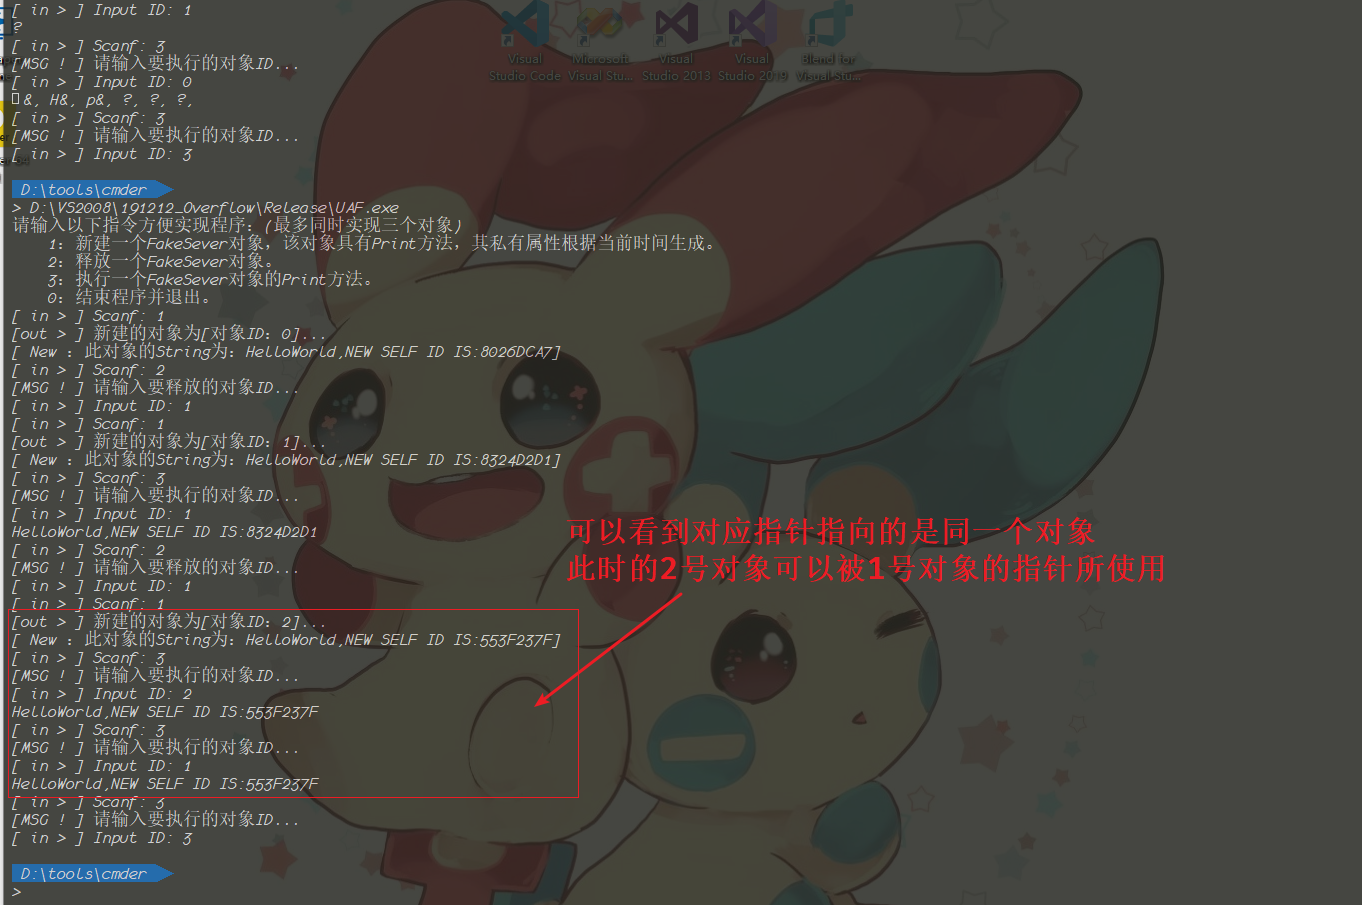 [ in > ] Input ID: 1
?
[ in > ] Scanf: 3
[MSG ! ] 请输入要执行的对象ID...
[ in > ] Input ID: 0
&, H&, p&, ?, ?, ?,
[ in > ] Scanf: 3
[MSG ! ] 请输入要执行的对象ID...
[ in > ] Input ID: 3
Visual Studio Code
Microsoft Visual Stu...
Visual Studio 2013
Visual Studio 2019
Blend for Visual Stu...
D:\tools\cmder
> D:\VS2008\191212_Overflow\Release\UAF.exe
请输入以下指令方便实现程序：(最多同时实现三个对象)
1: 新建一个FakeSever对象，该对象具有Print方法，其私有属性根据当前时间生成。
2: 释放一个FakeSever对象。
3: 执行一个FakeSever对象的Print方法。
0: 结束程序并退出。
[ in > ] Scanf: 1
[out > ] 新建的对象为[对象ID：0]...
[ New : 此对象的String为：HelloWorld,NEW SELF ID IS:8026DCA7]
[ in > ] Scanf: 2
[MSG ! ] 请输入要释放的对象ID...
[ in > ] Input ID: 1
[ in > ] Scanf: 1
[out > ] 新建的对象为[对象ID：1]...
[ New : 此对象的String为：HelloWorld,NEW SELF ID IS:8324D2D1]
[ in > ] Scanf: 3
[MSG ! ] 请输入要执行的对象ID...
[ in > ] Input ID: 1
HelloWorld,NEW SELF ID IS:8324D2D1
[ in > ] Scanf: 2
[MSG ! ] 请输入要释放的对象ID...
[ in > ] Input ID: 1
[ in > ] Scanf: 1
可以看到对应指针指向的是同一个对象
此时的2号对象可以被1号对象的指针所使用
[out > ] 新建的对象为[对象ID：2]...
[ New : 此对象的String为：HelloWorld,NEW SELF ID IS:553F237F]
[ in > ] Scanf: 3
[MSG ! ] 请输入要执行的对象ID...
[ in > ] Input ID: 2
HelloWorld,NEW SELF ID IS:553F237F
[ in > ] Scanf: 3
[MSG ! ] 请输入要执行的对象ID...
[ in > ] Input ID: 1
HelloWorld,NEW SELF ID IS:553F237F
[ in > ] Scanf: 3
[MSG ! ] 请输入要执行的对象ID...
[ in > ] Input ID: 3
D:\tools\cmder
>